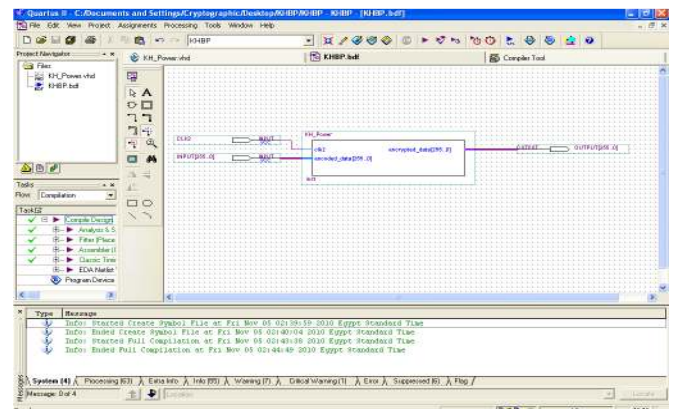 Quartus II - C:/Documents and Settings/Cryptographic/Desktop/KHBP/KHBP - KHBP - [KHBP.bdf]
File Edit View Project Assignments Processing Tools Window Help
KHBP
Project Navigator
KH_Power.vhd
KHBP.bdf
Compiler Tool
Files
KH_Power.vhd
KHBP.bdf
KH_Power
INPUT
clk2
encrypted_data[255..0]
OUTPUT
OUTPUT[255..0]
INPUT[255..0]
INPUT
encoded_data[255..0]
inst
Tasks
Flow: Compilation
Task
Compile Design
Analysis & S
Fitter (Place
Assembler (
Classic Timi
EDA Netlist
Program Device
Type Message
Info: Started Create Symbol File at Fri Nov 05 02:39:59 2010 Egypt Standard Time
Info: Ended Create Symbol File at Fri Nov 05 02:40:04 2010 Egypt Standard Time
Info: Started Full Compilation at Fri Nov 05 02:43:38 2010 Egypt Standard Time
Info: Ended Full Compilation at Fri Nov 05 02:44:49 2010 Egypt Standard Time
System (4) Processing (63) Extra Info Info (55) Warning (7) Critical Warning (1) Error Suppressed (6) Flag
Messages
Message: 0 of 4
Location
Locate